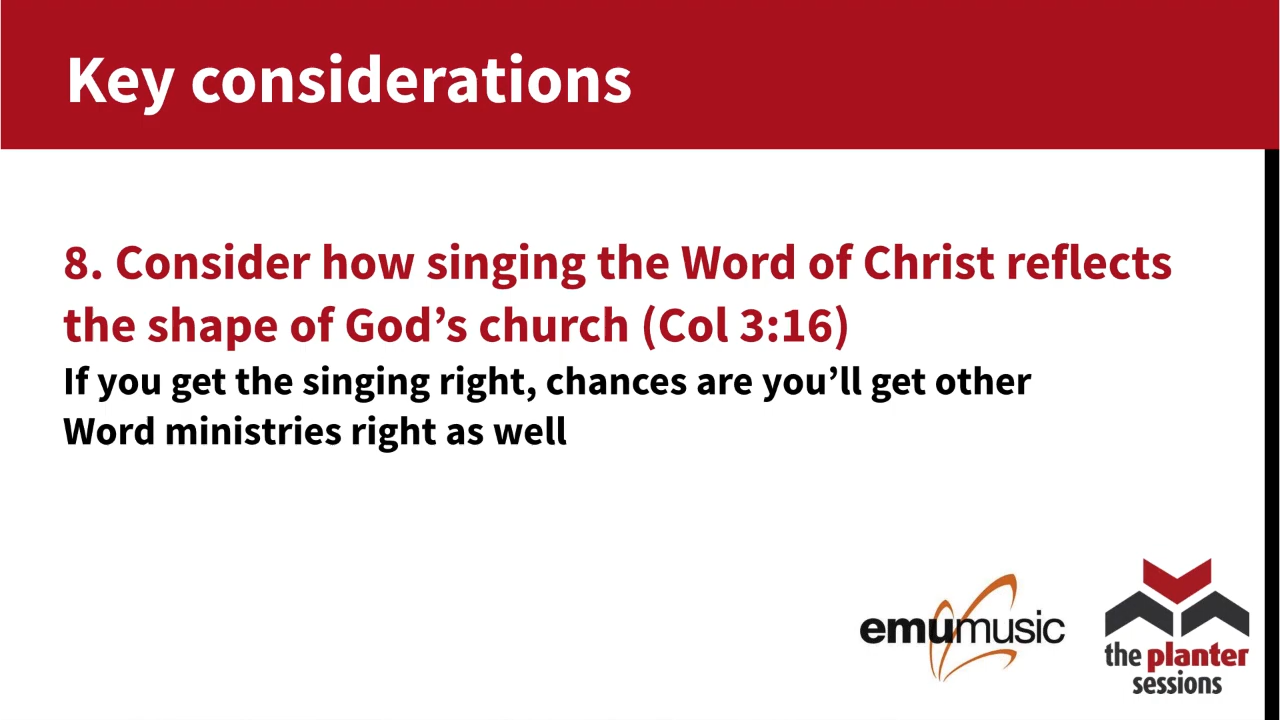 Key considerations
8. Consider how singing the Word of Christ reflects
the shape of God’s church (Col 3:16)
If you get the singing right, chances are you’ll get other
Word ministries right as well
emumusic
the planter
sessions